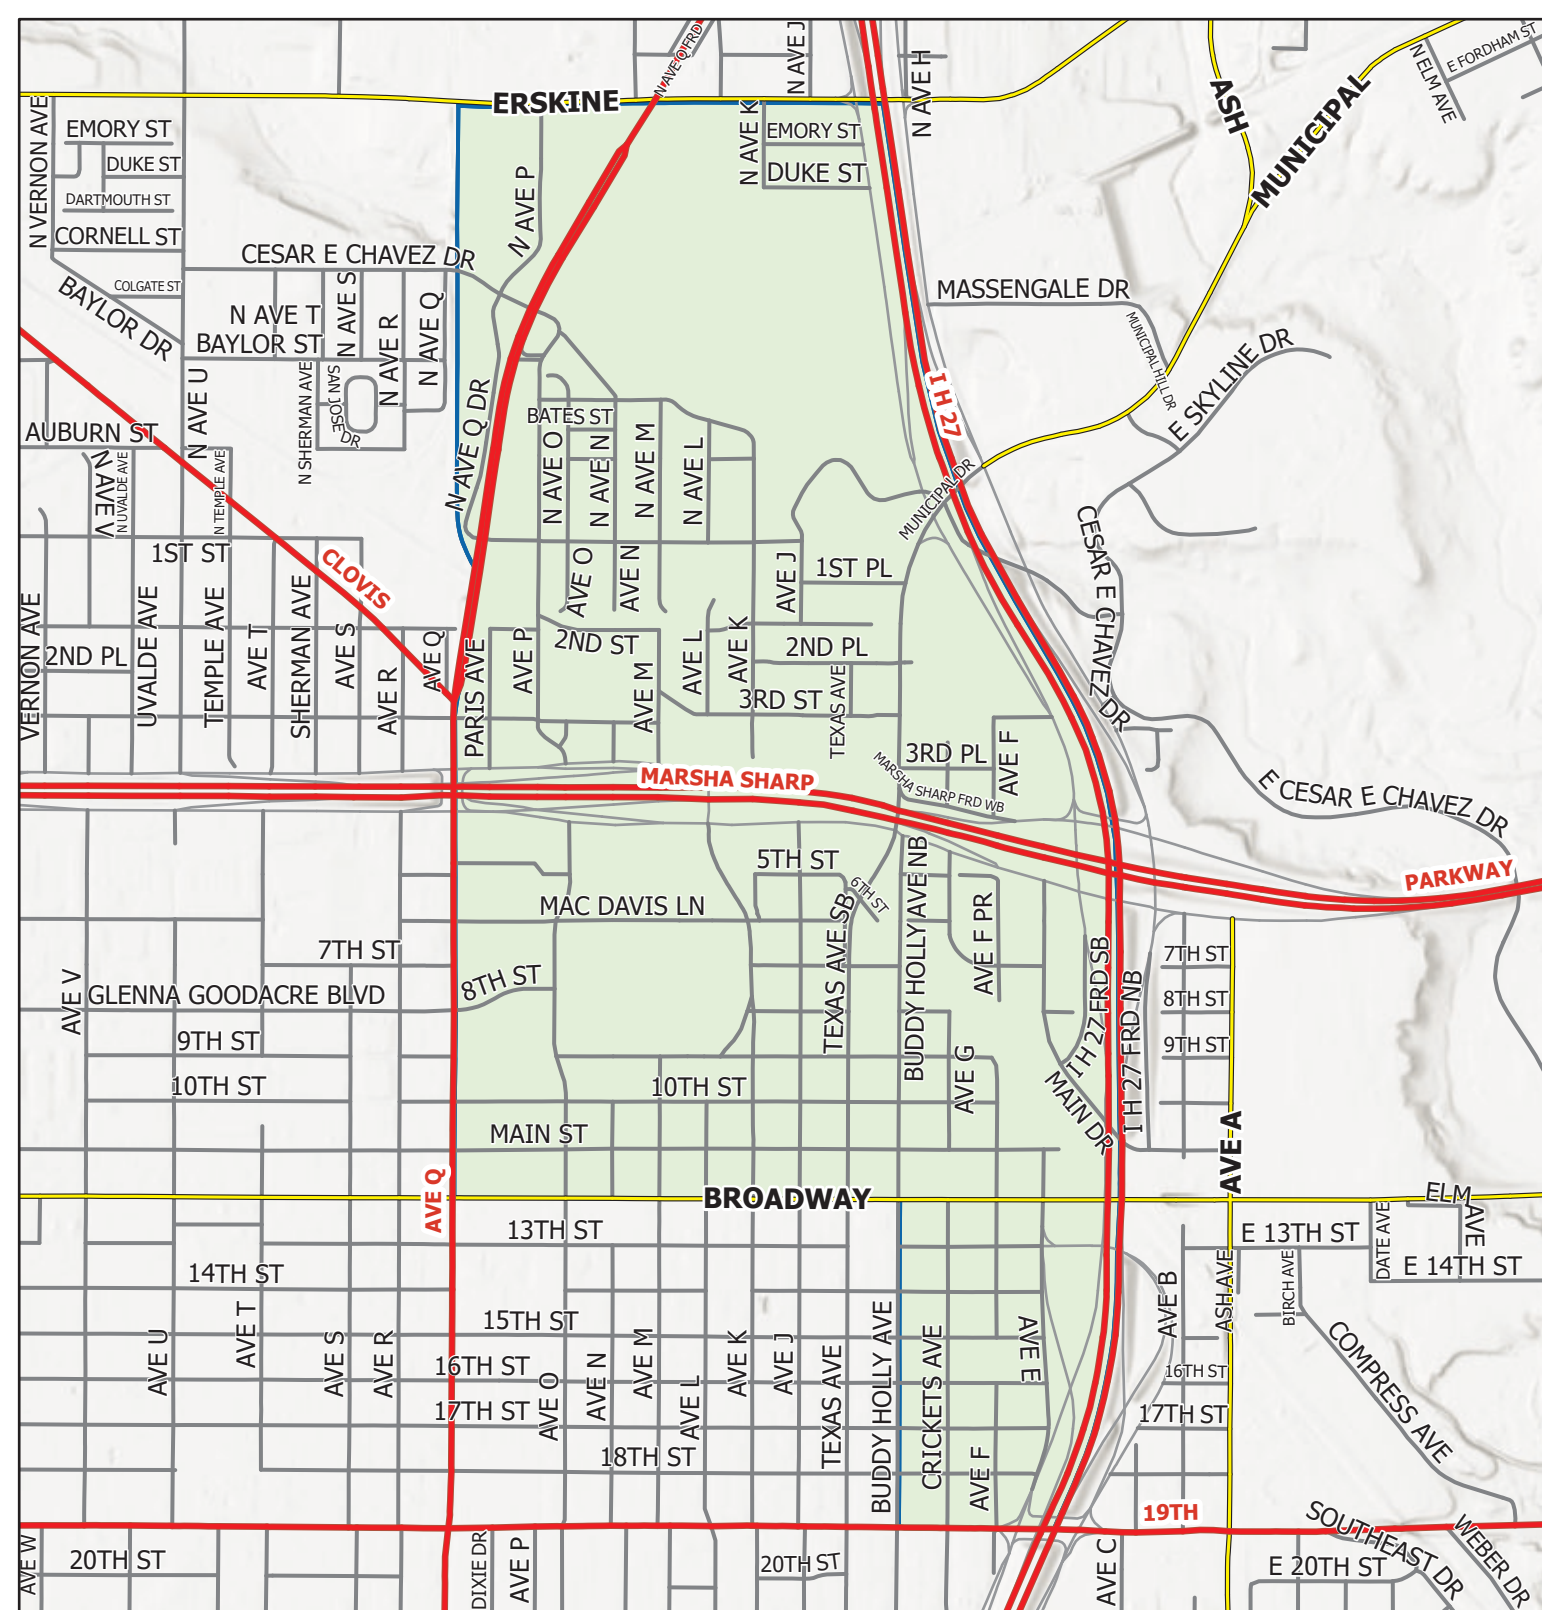 N AVE Q FRD
N AVE J
N AVE H
ASH
MUNICIPAL
N ELM AVE
E FORDHAM ST
ERSKINE
N VERNON AVE
EMORY ST
DUKE ST
DARTMOUTH ST
CORNELL ST
COLGATE ST
BAYLOR DR
CESAR E CHAVEZ DR
N AVE P
N AVE K
EMORY ST
DUKE ST
N AVE T
BAYLOR ST
N AVE S
N AVE R
N AVE Q
MASSENGALE DR
MUNICIPAL HILL DR
E SKYLINE DR
I H 27
N AVE U
N SHERMAN AVE
SAN JOSE DR
N AVE Q DR
BATES ST
N AVE O
N AVE N
N AVE M
N AVE L
AUBURN ST
N AVE V
N UVALDE AVE
N TEMPLE AVE
1ST ST
CLOVIS
MUNICIPAL DR
CESAR E CHAVEZ DR
AVE O
AVE N
AVE J
1ST PL
VERNON AVE
2ND PL
UVALDE AVE
TEMPLE AVE
AVE T
SHERMAN AVE
AVE S
AVE R
AVE Q
PARIS AVE
AVE P
2ND ST
AVE M
AVE L
AVE K
2ND PL
3RD ST
TEXAS AVE
3RD PL
AVE F
MARSHA SHARP FRD WB
MARSHA SHARP
E CESAR E CHAVEZ DR
PARKWAY
5TH ST
6TH ST
MAC DAVIS LN
TEXAS AVE SB
BUDDY HOLLY AVE NB
AVE F PR
I H 27 FRD SB
I H 27 FRD NB
7TH ST
8TH ST
9TH ST
7TH ST
8TH ST
AVE V
GLENNA GOODACRE BLVD
9TH ST
10TH ST
10TH ST
AVE G
MAIN DR
MAIN ST
AVE A
AVE Q
BROADWAY
ELM AVE
13TH ST
E 13TH ST
DATE AVE
E 14TH ST
14TH ST
15TH ST
16TH ST
17TH ST
18TH ST
AVE U
AVE T
AVE S
AVE R
AVE O
AVE N
AVE M
AVE L
AVE K
AVE J
TEXAS AVE
BUDDY HOLLY AVE
CRICKETS AVE
AVE F
AVE E
AVE B
ASH AVE
BIRCH AVE
COMPRESS AVE
16TH ST
17TH ST
19TH
SOUTHEAST DR
WEBER DR
AVE W
20TH ST
DIXIE DR
AVE P
20TH ST
AVE C
E 20TH ST